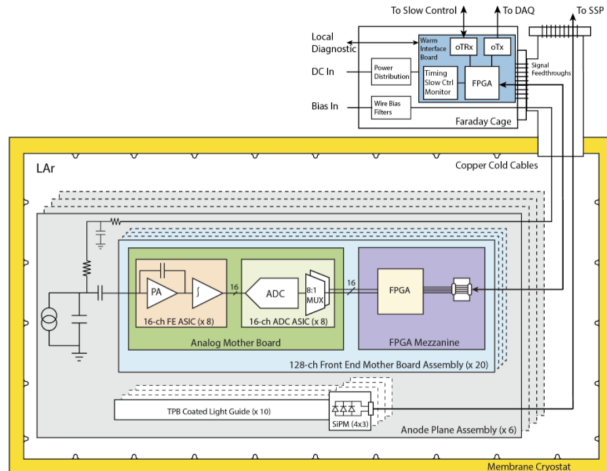 To Slow Control
To DAQ
To SSP
Local
Diagnostic
Warm
Interface
Board
oTRx
oTx
DC In
Power
Distribution
Timing
Slow Ctrl
Monitor
FPGA
Signal
Feedthroughs
Bias In
Wire Bias
Filters
Faraday Cage
LAr
Copper Cold Cables
PA
∫
16
ADC
8:1
MUX
16
FPGA
16-ch FE ASIC (x 8)
16-ch ADC ASIC (x 8)
Analog Mother Board
FPGA Mezzanine
128-ch Front End Mother Board Assembly (x 20)
TPB Coated Light Guide (x 10)
SiPM (4x3)
Anode Plane Assembly (x 6)
Membrane Cryostat